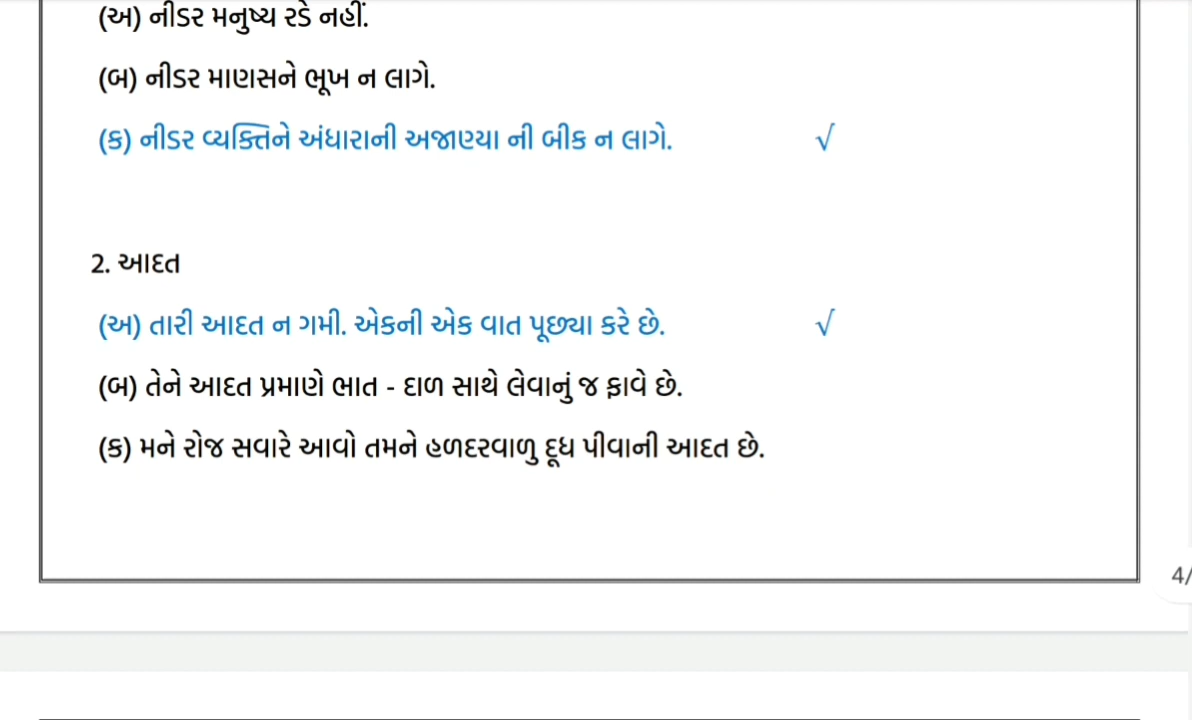 (અ) નીડર મનુષ્ય રડે નહીં.
(બ) નીડર માણસને ભૂખ ન લાગે.
(ક) નીડર વ્યક્તિને અંધારાની અજાણ્યા ની બીક ન લાગે. √
2. આદત
(અ) તારી આદત ન ગમી. એકની એક વાત પૂછ્યા કરે છે. √
(બ) તેને આદત પ્રમાણે ભાત - દાળ સાથે લેવાનું જ ફાવે છે.
(ક) મને રોજ સવારે આવો તમને હળદરવાળુ દૂધ પીવાની આદત છે.
4/